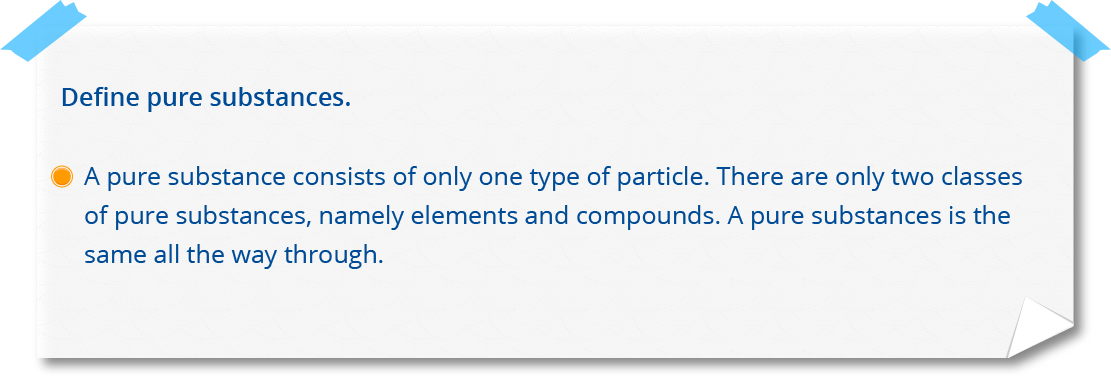 Define pure substances.
A pure substance consists of only one type of particle. There are only two classes
of pure substances, namely elements and compounds. A pure substances is the
same all the way through.